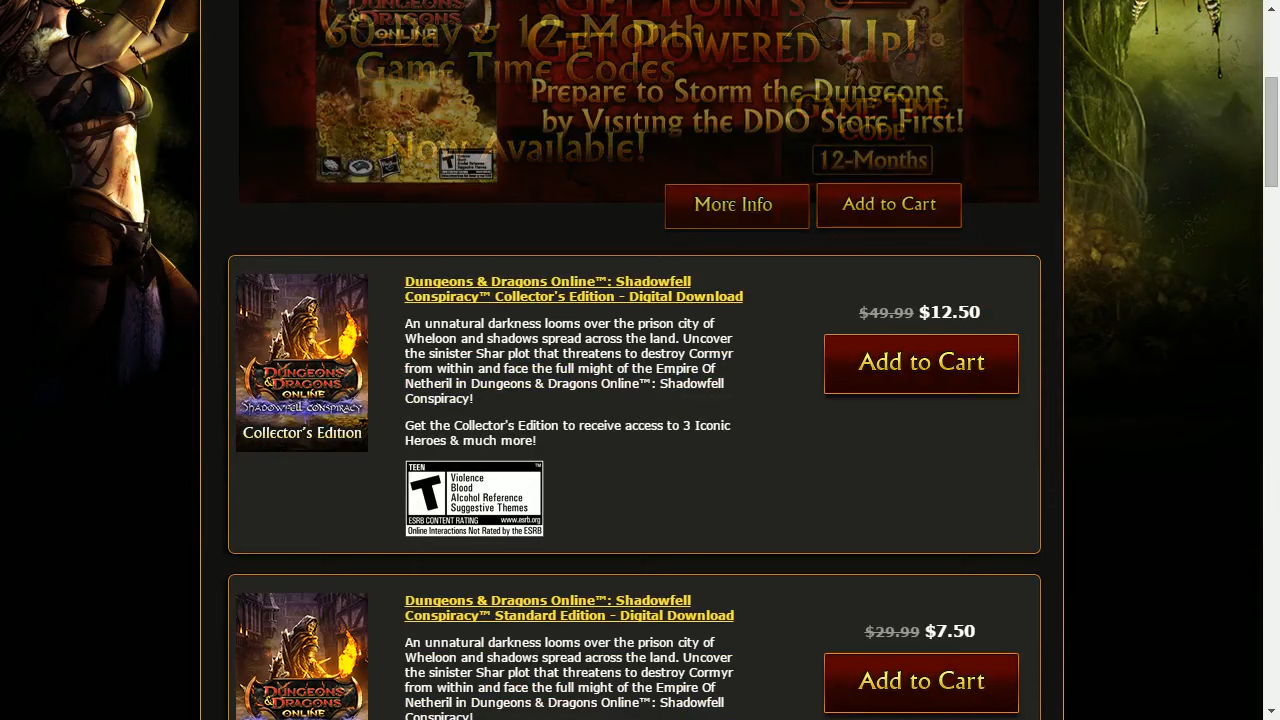 DUNGEONS & DRAGONS
ONLINE
60-Day & 12-Month
Game Time Codes
Now Available!
Get Points
Get Powered Up!
Prepare to Storm the Dungeons
by Visiting the DDO Store First!
GAME TIME
CODE
12-Months
More Info
Add to Cart
DUNGEONS
& DRAGONS
ONLINE
SHADOWFELL CONSPIRACY
Collector's Edition
Dungeons & Dragons Online™: Shadowfell
Conspiracy™ Collector's Edition - Digital Download
An unnatural darkness looms over the prison city of
Wheloon and shadows spread across the land. Uncover
the sinister Shar plot that threatens to destroy Cormyr
from within and face the full might of the Empire Of
Netheril in Dungeons & Dragons Online™: Shadowfell
Conspiracy!
Get the Collector's Edition to receive access to 3 Iconic
Heroes & much more!
TEEN
T
Violence
Blood
Alcohol Reference
Suggestive Themes
ESRB CONTENT RATING www.esrb.org
Online Interactions Not Rated by the ESRB
$49.99 $12.50
Add to Cart
DUNGEONS
& DRAGONS
ONLINE
Dungeons & Dragons Online™: Shadowfell
Conspiracy™ Standard Edition - Digital Download
An unnatural darkness looms over the prison city of
Wheloon and shadows spread across the land. Uncover
the sinister Shar plot that threatens to destroy Cormyr
from within and face the full might of the Empire Of
Netheril in Dungeons & Dragons Online™: Shadowfell
Conspiracy!
$29.99 $7.50
Add to Cart